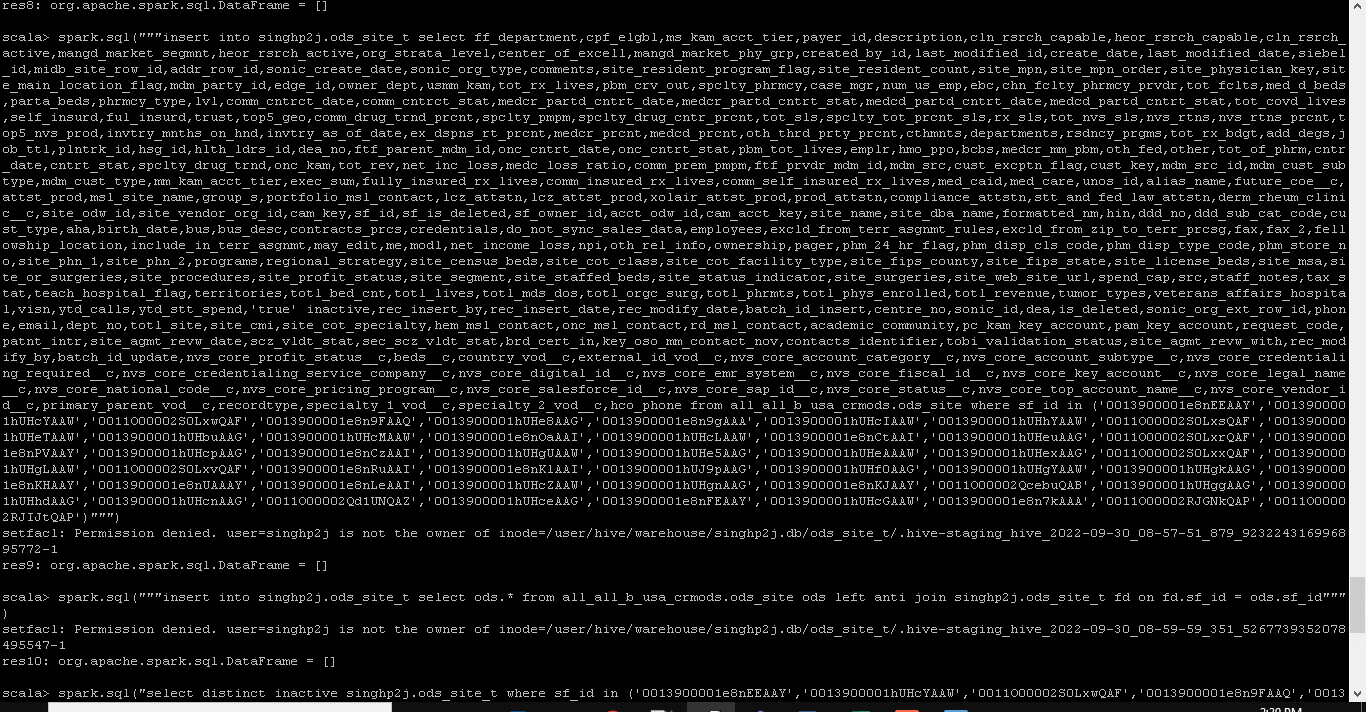 res8: org.apache.spark.sql.DataFrame = []
scala> spark.sql("""insert into singhp2j.ods_site_t select ff_department,cpf_elgbl,ms_kam_acct_tier,payer_id,description,cln_rsrch_capable,heor_rsrch_capable,cln_rsrch_
active,mangd_market_segmnt,heor_rsrch_active,org_strata_level,center_of_excell,mangd_market_phy_grp,created_by_id,last_modified_id,create_date,last_modified_date,siebel
_id,midb_site_row_id,addr_row_id,sonic_create_date,sonic_org_type,comments,site_resident_program_flag,site_resident_count,site_mpn,site_mpn_order,site_physician_key,sit
e_main_location_flag,mdm_party_id,edge_id,owner_dept,usmm_kam,tot_rx_lives,pbm_crv_out,spclty_phrmcy,case_mgr,num_us_emp,ebc,chn_fclty_phrmcy_prvdr,tot_fclts,med_d_beds
,parta_beds,phrmcy_type,lvl,comm_cntrct_date,comm_cntrct_stat,medcr_partd_cntrt_date,medcr_partd_cntrt_stat,medcd_partd_cntrt_date,medcd_partd_cntrt_stat,tot_covd_lives
,self_insurd,ful_insurd,trust,top5_geo,comm_drug_trnd_prcnt,spclty_pmpm,spclty_drug_cntr_prcnt,tot_sls,spclty_tot_prcnt_sls,rx_sls,tot_nvs_sls,nvs_rtns,nvs_rtns_prcnt,t
op5_nvs_prod,invtry_mnths_on_hnd,invtry_as_of_date,ex_dspns_rt_prcnt,medcr_prcnt,medcd_prcnt,oth_thrd_prty_prcnt,cthmnts,departments,rsdncy_prgms,tot_rx_bdgt,add_degs,j
ob_ttl,plntrk_id,hsg_id,hlth_ldrs_id,dea_no,ftf_parent_mdm_id,onc_cntrt_date,onc_cntrt_stat,pbm_tot_lives,emplr,hmo_ppo,bcbs,medcr_mm_pbm,oth_fed,other,tot_of_phrm,cntr
_date,cntrt_stat,spclty_drug_trnd,onc_kam,tot_rev,net_inc_loss,medc_loss_ratio,comm_prem_pmpm,ftf_prvdr_mdm_id,mdm_src,cust_excptn_flag,cust_key,mdm_src_id,mdm_cust_sub
type,mdm_cust_type,mm_kam_acct_tier,exec_sum,fully_insured_rx_lives,comm_insured_rx_lives,comm_self_insured_rx_lives,med_caid,med_care,unos_id,alias_name,future_coe__c,
attst_prod,msl_site_name,group_s,portfolio_msl_contact,lcz_attstn,lcz_attst_prod,xolair_attst_prod,prod_attstn,compliance_attstn,stt_and_fed_law_attstn,derm_rheum_clini
c__c,site_odw_id,site_vendor_org_id,cam_key,sf_id,sf_is_deleted,sf_owner_id,acct_odw_id,cam_acct_key,site_name,site_dba_name,formatted_nm,hin,ddd_no,ddd_sub_cat_code,cu
st_type,aha,birth_date,bus,bus_desc,contracts_prcs,credentials,do_not_sync_sales_data,employees,excld_from_terr_asgnmt_rules,excld_from_zip_to_terr_prcsg,fax,fax_2,fell
owship_location,include_in_terr_asgnmt,may_edit,me,modl,net_income_loss,npi,oth_rel_info,ownership,pager,phm_24_hr_flag,phm_disp_cls_code,phm_disp_type_code,phm_store_n
o,site_phn_1,site_phn_2,programs,regional_strategy,site_census_beds,site_cot_class,site_cot_facility_type,site_fips_county,site_fips_state,site_license_beds,site_msa,si
te_or_surgeries,site_procedures,site_profit_status,site_segment,site_staffed_beds,site_status_indicator,site_surgeries,site_web_site_url,spend_cap,src,staff_notes,tax_s
tat,teach_hospital_flag,territories,totl_bed_cnt,totl_lives,totl_mds_dos,totl_orgc_surg,totl_phrmts,totl_phys_enrolled,totl_revenue,tumor_types,veterans_affairs_hospita
l,visn,ytd_calls,ytd_stt_spend,'true' inactive,rec_insert_by,rec_insert_date,rec_modify_date,batch_id_insert,centre_no,sonic_id,dea,is_deleted,sonic_org_ext_row_id,phon
e,email,dept_no,totl_site,site_cmi,site_cot_specialty,hem_msl_contact,onc_msl_contact,rd_msl_contact,academic_community,pc_kam_key_account,pam_key_account,request_code,
patnt_intr,site_agmt_revw_date,scz_vldt_stat,sec_scz_vldt_stat,brd_cert_in,key_oso_mm_contact_nov,contacts_identifier,tobi_validation_status,site_agmt_revw_with,rec_mod
ify_by,batch_id_update,nvs_core_profit_status__c,beds__c,country_vod__c,external_id_vod__c,nvs_core_account_category__c,nvs_core_account_subtype__c,nvs_core_credentiali
ng_required__c,nvs_core_credentialing_service_company__c,nvs_core_digital_id__c,nvs_core_emr_system__c,nvs_core_fiscal_id__c,nvs_core_key_account__c,nvs_core_legal_name
__c,nvs_core_national_code__c,nvs_core_pricing_program__c,nvs_core_salesforce_id__c,nvs_core_sap_id__c,nvs_core_status__c,nvs_core_top_account_name__c,nvs_core_vendor_i
d__c,primary_parent_vod__c,recordtype,specialty_1_vod__c,specialty_2_vod__c,hco_phone from all_all_b_usa_crmods.ods_site where sf_id in ('0013900001e8nEEAAY','001390000
1hUHcYAAW','0011O00002SOLxwQAF','0013900001e8n9FAAQ','0013900001hUHe8AAG','0013900001e8n9gAAA','0013900001hUHcIAAW','0013900001hUHhYAAW','0011O00002SOLxsQAF','001390000
1hUHeTAAW','0013900001hUHcMAAW','0013900001hUHbuAAG','0013900001e8nOaAAI','0013900001hUHcLAAW','0013900001e8nCtAAI','0013900001hUHeuAAG','0011O00002SOLxrQAF','001390000
1e8nPVAAY','0013900001hUHcpAAG','0013900001e8nCzAAI','0013900001hUHgUAAW','0013900001hUHe5AAG','0013900001hUHeAAAW','0013900001hUHexAAG','0011O00002SOLxxQAF','001390000
1hUHgLAAW','0011O00002SOLxvQAF','0013900001e8nRuAAI','0013900001e8nKlAAI','0013900001hUJ9pAAG','0013900001hUHfOAAG','0013900001hUHgYAAW','0013900001hUHgkAAG','001390000
1e8nKHAAY','0013900001e8nUAAAY','0013900001e8nLeAAI','0013900001hUHcZAAW','0013900001hUHgnAAG','0013900001e8nKJAAY','0011O00002QcebuQAB','0013900001hUHggAAG','001390000
1hUHhdAAG','0013900001hUHcnAAG','0011O00002Qd1UNQAZ','0013900001hUHceAAG','0013900001e8nFEAAY','0013900001hUHcGAAW','0013900001e8n7kAAA','0011O00002RJGNkQAP','0011O0000
2RJIJtQAP')""")
setfacl: Permission denied. user=singhp2j is not the owner of inode=/user/hive/warehouse/singhp2j.db/ods_site_t/.hive-staging_hive_2022-09-30_08-57-51_879_9232243169968
95772-1
res9: org.apache.spark.sql.DataFrame = []
scala> spark.sql("""insert into singhp2j.ods_site_t select ods.* from all_all_b_usa_crmods.ods_site ods left anti join singhp2j.ods_site_t fd on fd.sf_id = ods.sf_id"""
)
setfacl: Permission denied. user=singhp2j is not the owner of inode=/user/hive/warehouse/singhp2j.db/ods_site_t/.hive-staging_hive_2022-09-30_08-59-59_351_5267739352078
495547-1
res10: org.apache.spark.sql.DataFrame = []
scala> spark.sql("select distinct inactive singhp2j.ods_site_t where sf_id in ('0013900001e8nEEAAY','0013900001hUHcYAAW','0011O00002SOLxwQAF','0013900001e8n9FAAQ','0013